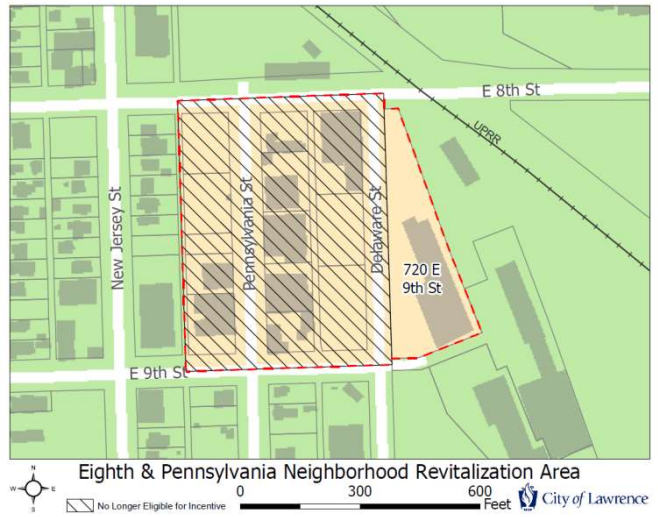 E 8th St
UPRR
New Jersey St
Pennsylvania St
Delaware St
720 E
9th St
E 9th St
Eighth & Pennsylvania Neighborhood Revitalization Area
N
W
E
S
No Longer Eligible for Incentive
0
300
600
Feet
City of Lawrence